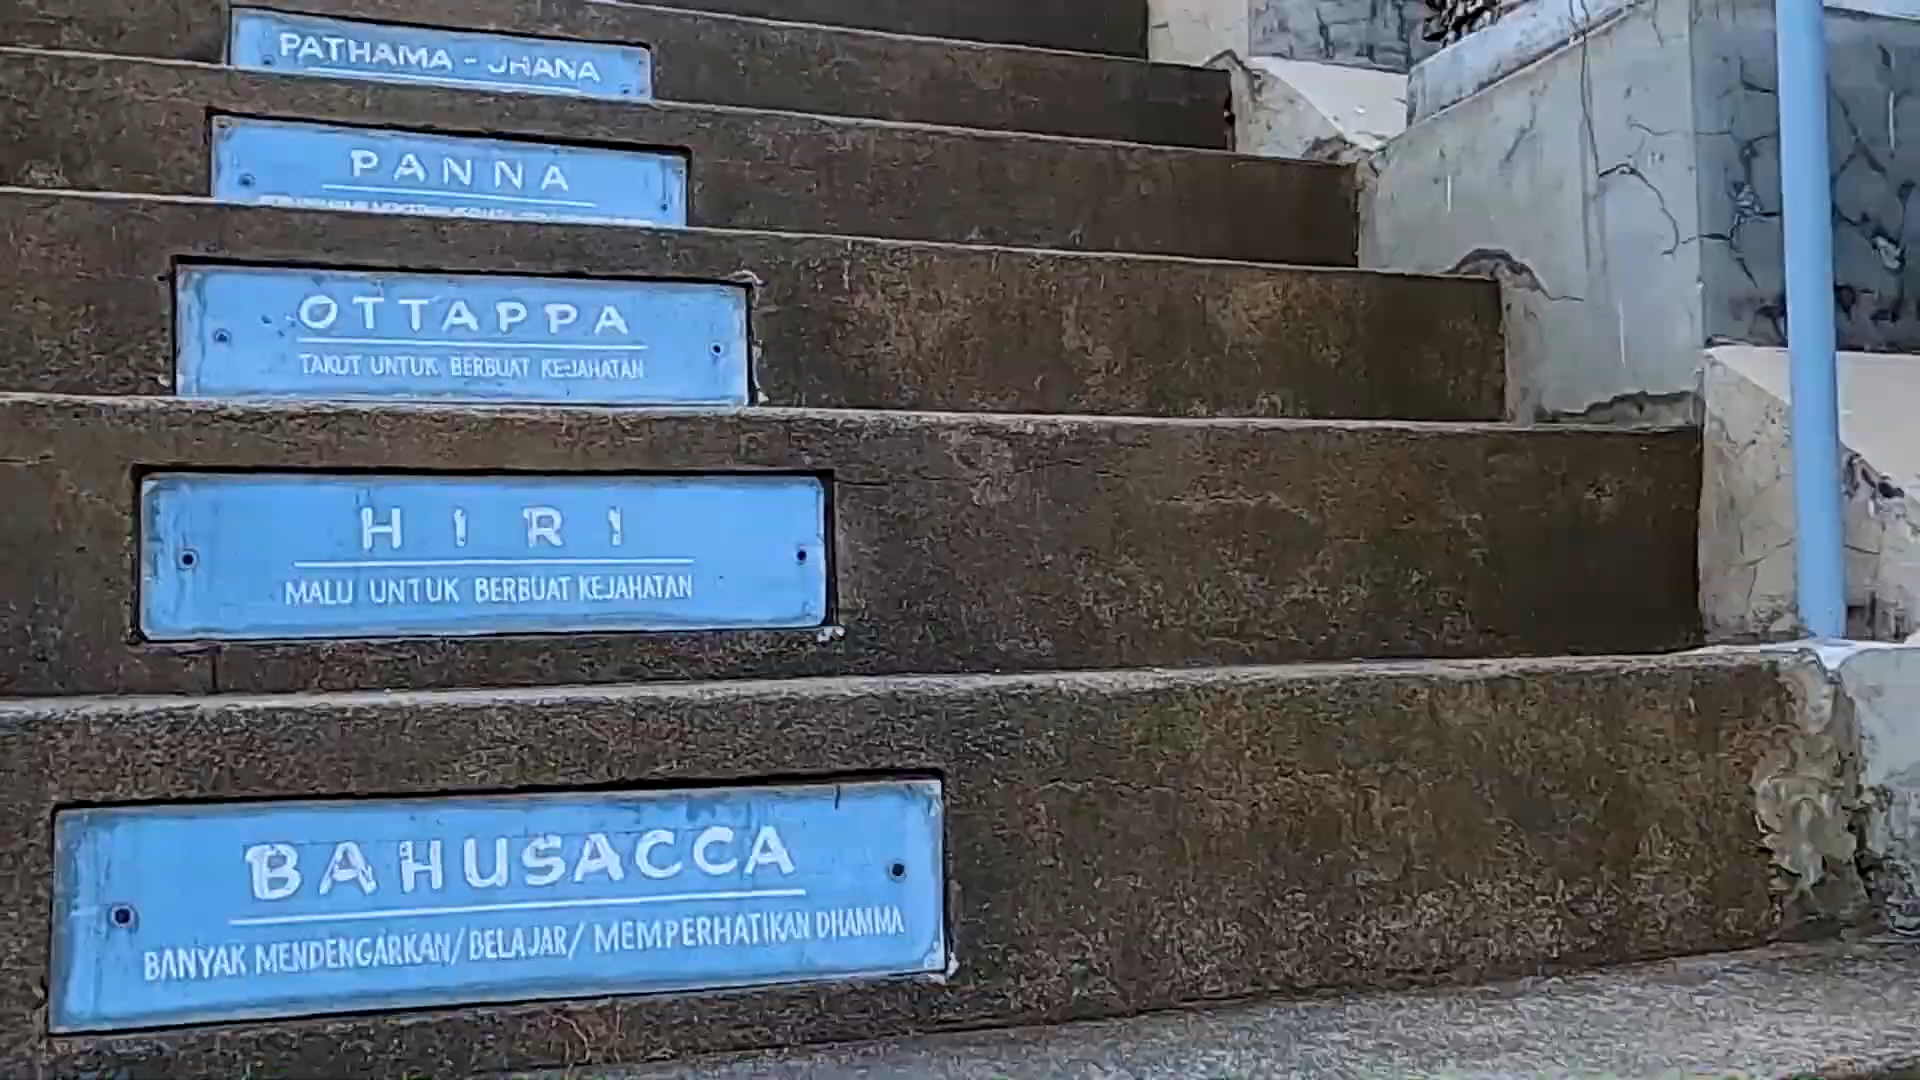 PATHAMA - JHANA
PANNA
OTTAPPA
TAKUT UNTUK BERBUAT KEJAHATAN
HIRI
MALU UNTUK BERBUAT KEJAHATAN
BAHUSACCA
BANYAK MENDENGARKAN/BELAJAR/MEMPERHATIKAN DHAMMA